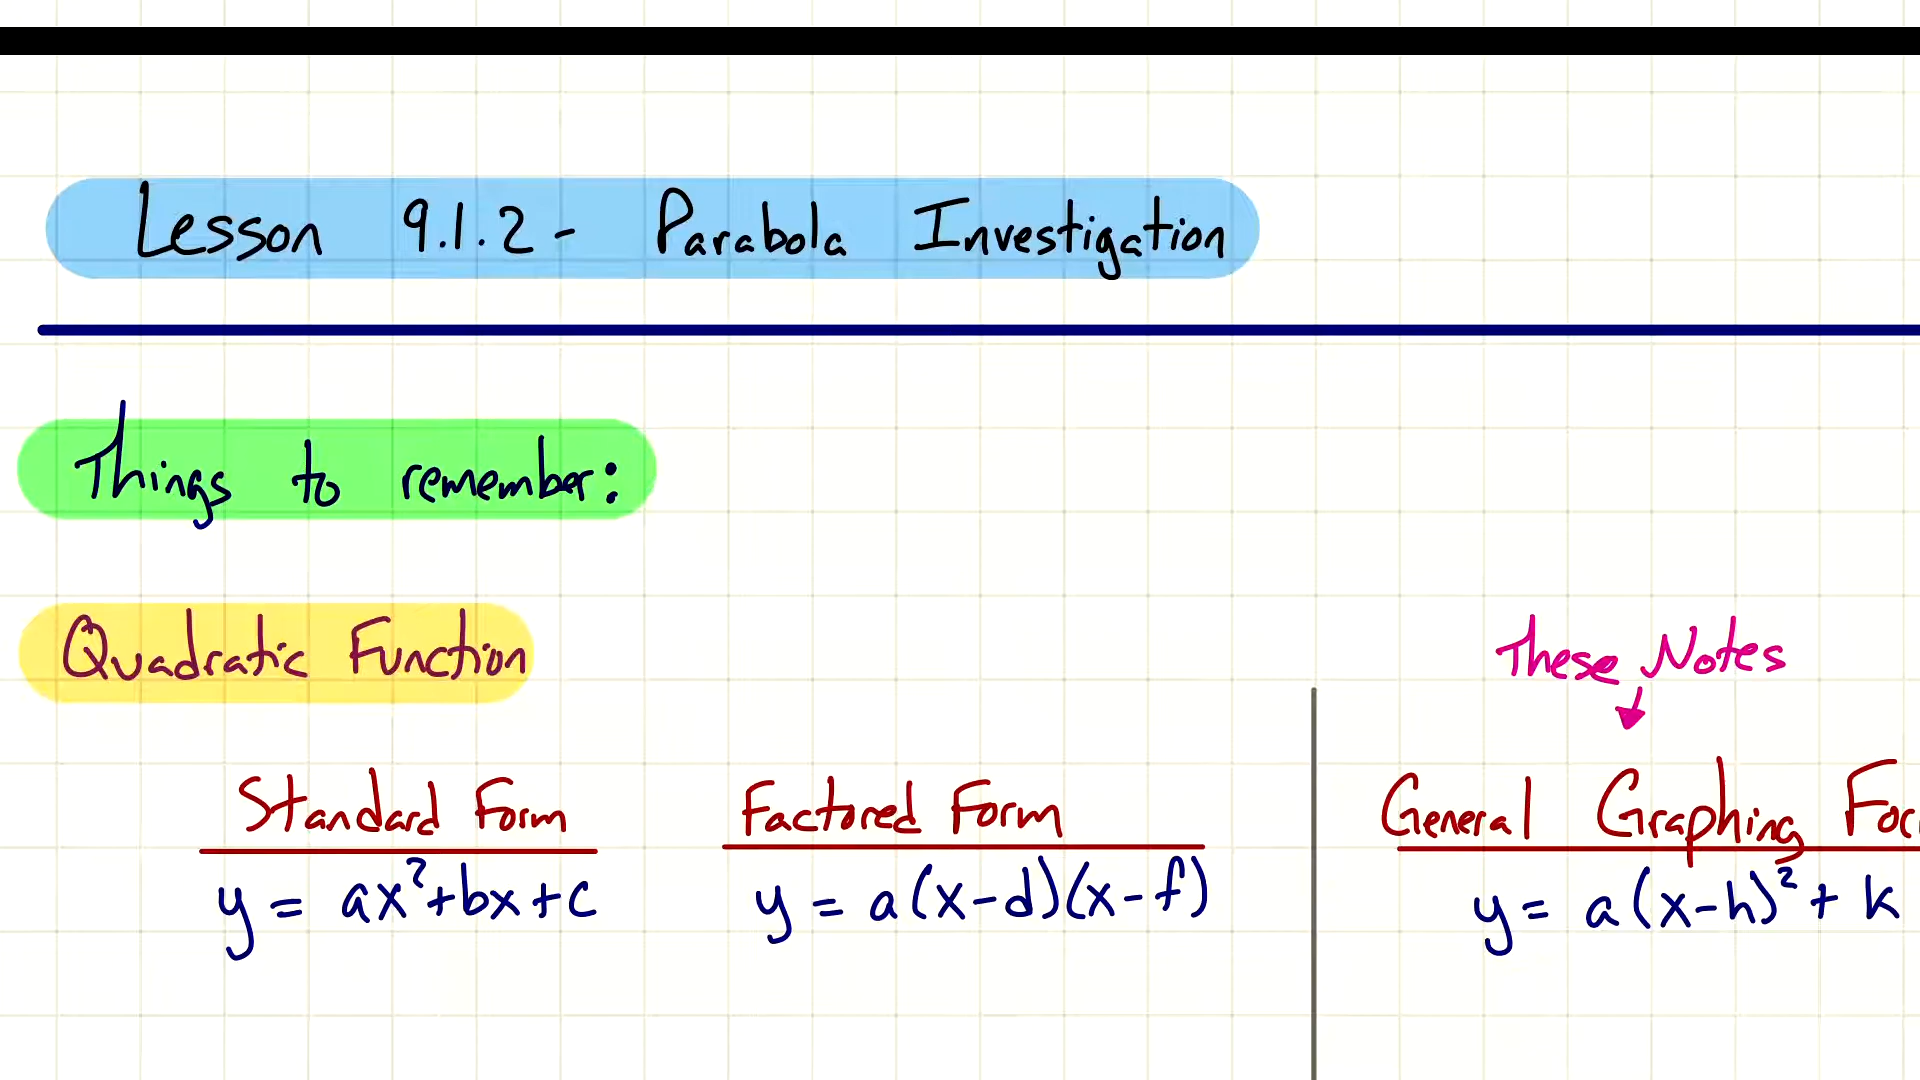 Lesson 9.1.2- Parabola Investigation
Things to remember:
Quadratic Function
These Notes
Standard Form
y = ax²+bx+c
Factored Form
y = a(x-d)(x-f)
General Graphing
y = a(x-h)²+ k